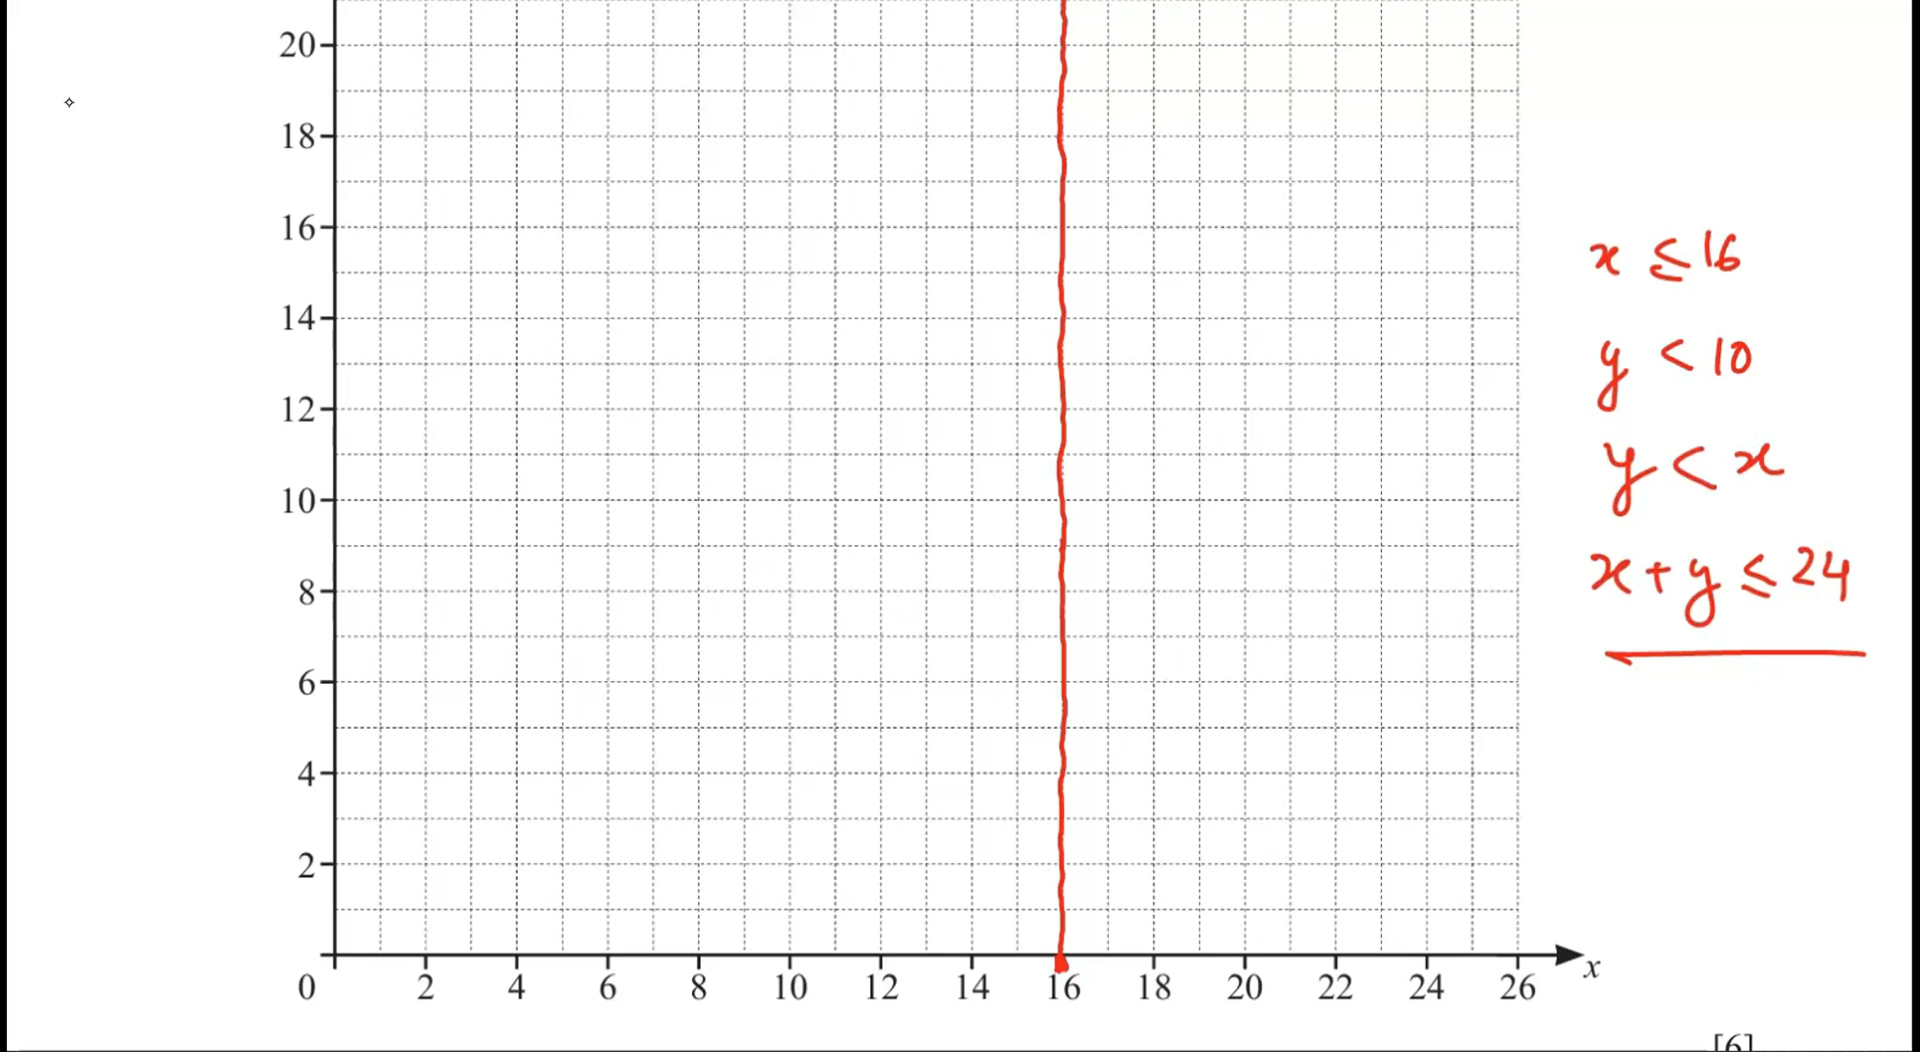 20
18
16
14
12
10
8
6
4
2
x ≤ 16
y < 10
y < x
x + y ≤ 24
0 2 4 6 8 10 12 14 16 18 20 22 24 26 x
[6]